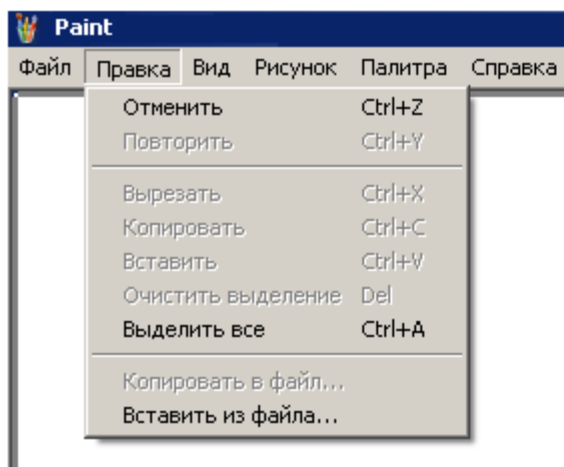 Paint
Файл Правка Вид Рисунок Палитра Справка
Отменить Ctrl+Z
Повторить Ctrl+Y
Вырезать Ctrl+X
Копировать Ctrl+C
Вставить Ctrl+V
Очистить выделение Del
Выделить все Ctrl+A
Копировать в файл...
Вставить из файла...